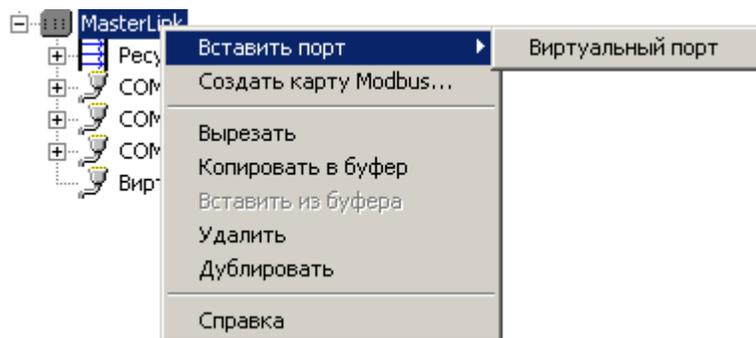 MasterLink
Вставить порт
Виртуальный порт
Создать карту Modbus...
Вырезать
Копировать в буфер
Вставить из буфера
Удалить
Дублировать
Справка